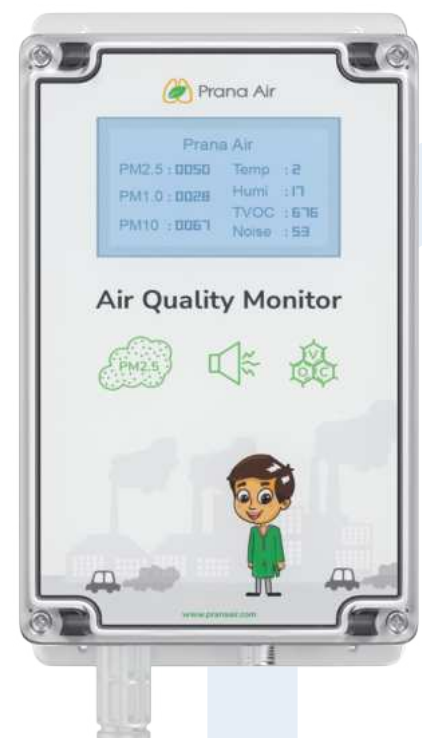 Prana Air
Prana Air
PM2.5 : 0050 Temp : 2
PM1.0 : 0028 Humi : 17
TVOC : 676
PM10 : 0067 Noise : 53
Air Quality Monitor
PM2.5
V
O C
www.pranaair.com